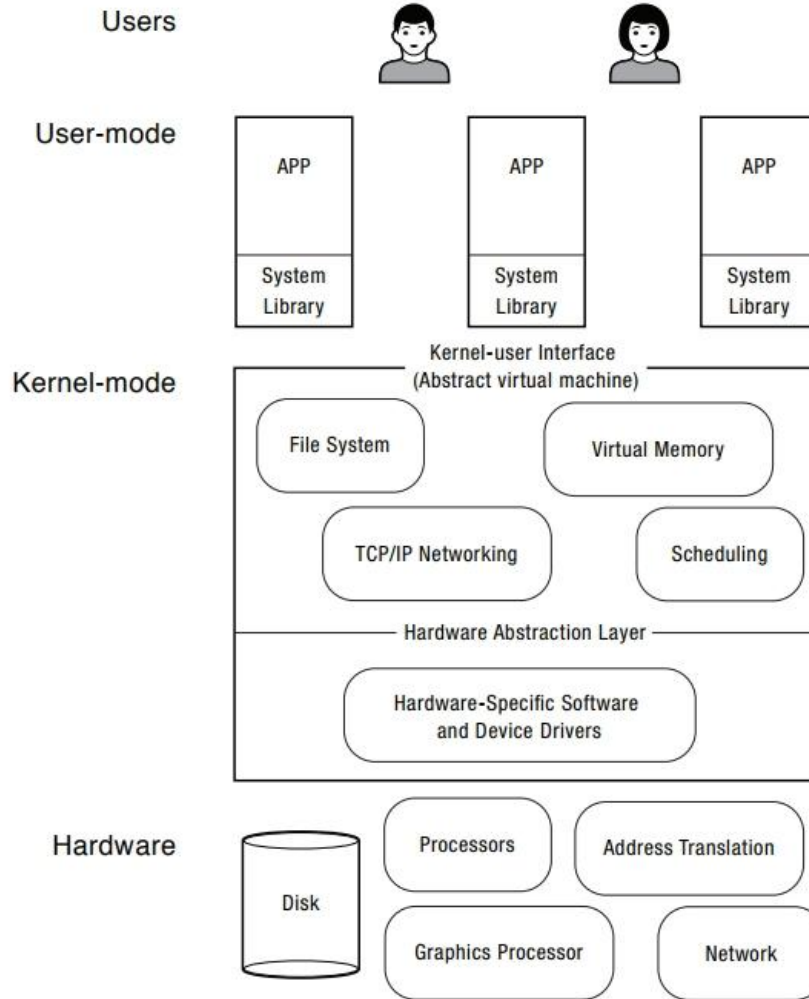 Users
User-mode
APP
APP
APP
System
Library
System
Library
System
Library
Kernel-mode
Kernel-user Interface
(Abstract virtual machine)
File System
Virtual Memory
TCP/IP Networking
Scheduling
Hardware Abstraction Layer
Hardware-Specific Software
and Device Drivers
Hardware
Disk
Processors
Address Translation
Graphics Processor
Network